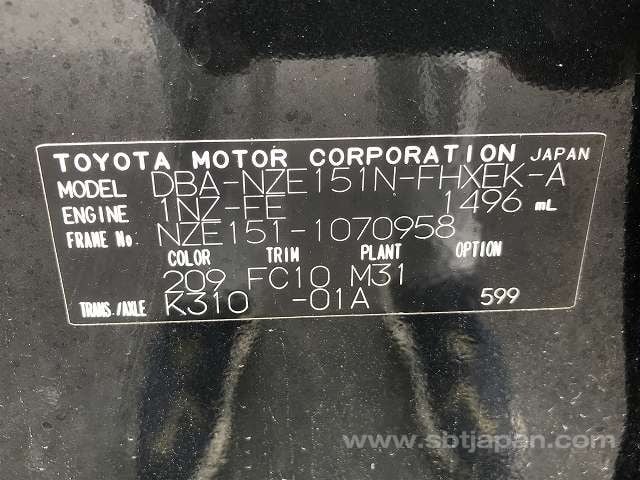 TOYOTA MOTOR CORPORATION JAPAN
MODEL DBA-NZE151N-FHXEK-A
ENGINE 1NZ-FE 1496 mL
FRAME No. NZE151-1070958
COLOR TRIM PLANT OPTION
209 FC10 M31
TRANS./AXLE K310 -01A 599
www.sbtjapan.com